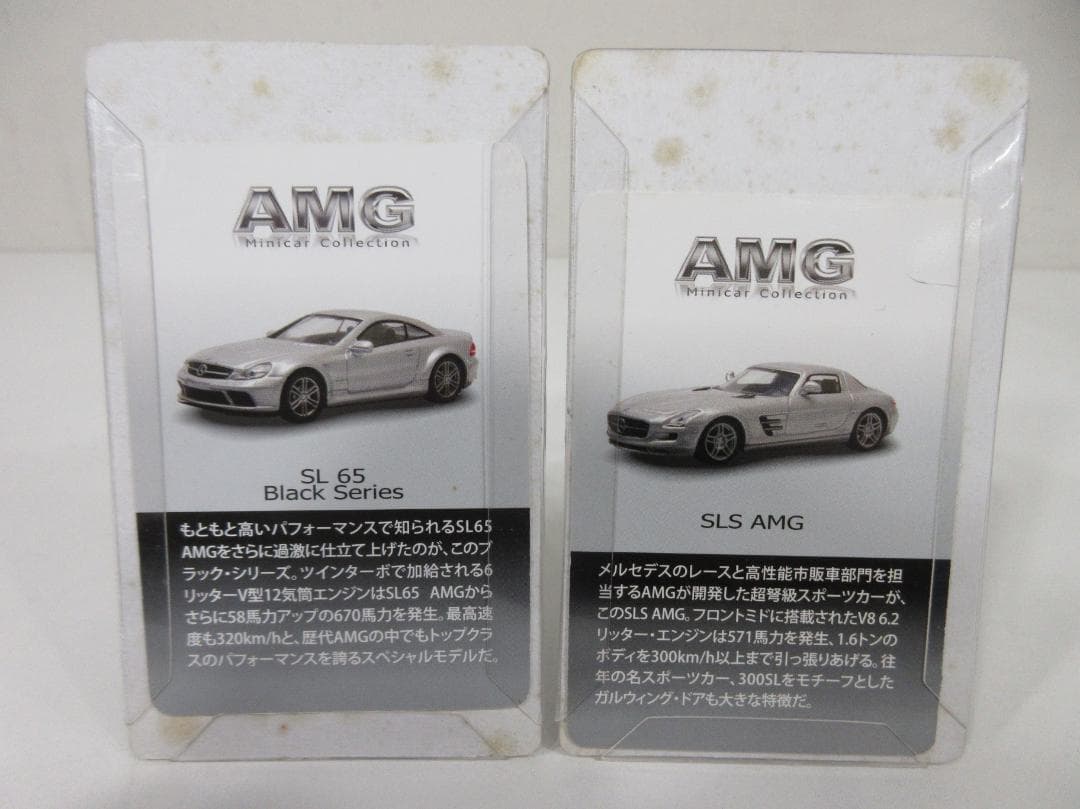 AMG
Minicar Collection
SL 65
Black Series
もともと高いパフォーマンスで知られるSL65
AMGをさらに過激に仕立て上げたのが、このブ
ラック・シリーズ。ツインターボで加給される6
リッターV型12気筒エンジンはSL65 AMGから
さらに58馬力アップの670馬力を発生。最高速
度も320km/hと、歴代AMGの中でもトップクラ
スのパフォーマンスを誇るスペシャルモデルだ。
AMG
Minicar Collection
SLS AMG
メルセデスのレースと高性能市販車部門を担
当するAMGが開発した超弩級スポーツカーが、
このSLS AMG。フロントミドに搭載されたV8 6.2
リッター・エンジンは571馬力を発生、1.6トンの
ボディを300km/h以上まで引っ張りあげる。往
年の名スポーツカー、300SLをモチーフとした
ガルウィング・ドアも大きな特徴だ。